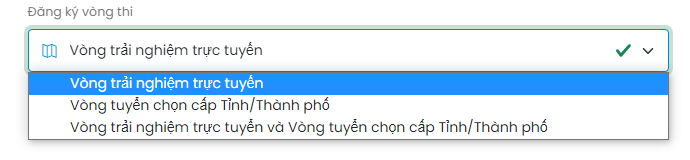 Đăng ký vòng thi
Vòng trải nghiệm trực tuyến
Vòng trải nghiệm trực tuyến
Vòng tuyển chọn cấp Tỉnh/Thành phố
Vòng trải nghiệm trực tuyến và Vòng tuyển chọn cấp Tỉnh/Thành phố